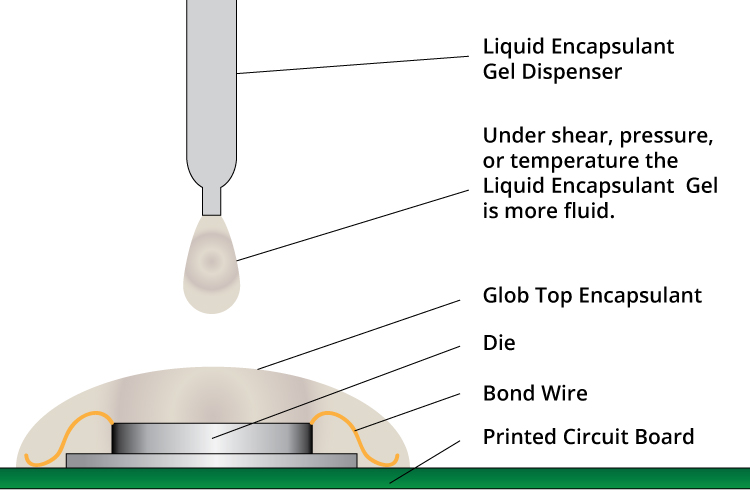 Liquid Encapsulant
Gel Dispenser
Under shear, pressure,
or temperature the
Liquid Encapsulant  Gel
is more fluid.
Glob Top Encapsulant
Die
Bond Wire
Printed Circuit Board